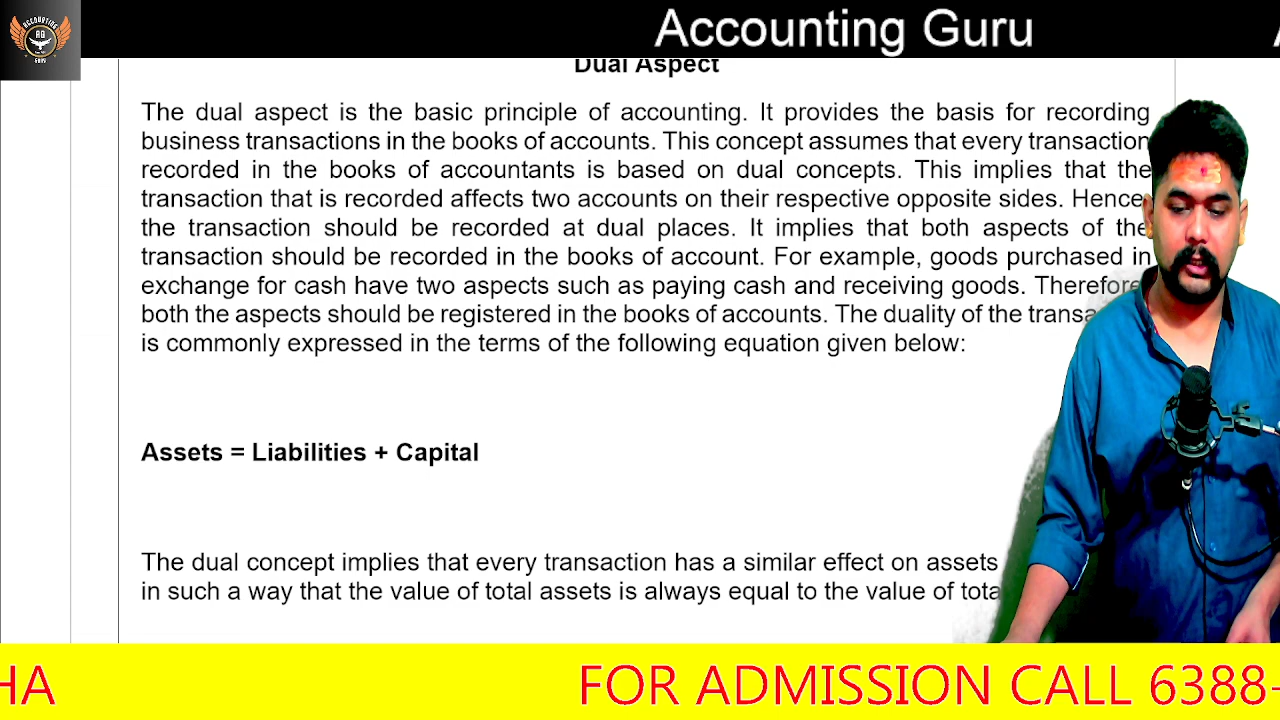 Accounting Guru
ACCOUNTING
AG
GURU
Dual Aspect
The dual aspect is the basic principle of accounting. It provides the basis for recording
business transactions in the books of accounts. This concept assumes that every transaction
recorded in the books of accountants is based on dual concepts. This implies that the
transaction that is recorded affects two accounts on their respective opposite sides. Hence
the transaction should be recorded at dual places. It implies that both aspects of the
transaction should be recorded in the books of account. For example, goods purchased in
exchange for cash have two aspects such as paying cash and receiving goods. Therefore
both the aspects should be registered in the books of accounts. The duality of the transa
is commonly expressed in the terms of the following equation given below:
Assets = Liabilities + Capital
The dual concept implies that every transaction has a similar effect on assets
in such a way that the value of total assets is always equal to the value of tota
HA
FOR ADMISSION CALL 6388-